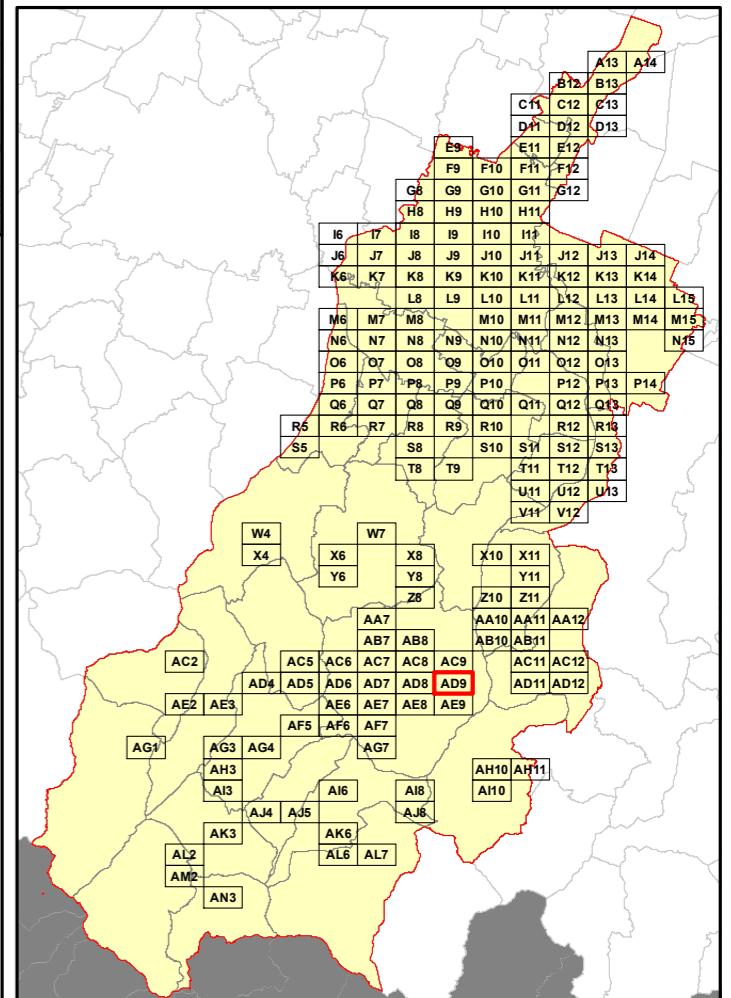 A13 A14
B12 B13
C11 C12 C13
D11 D12 D13
E9 E11 E12
F9 F10 F11 F12
G8 G9 G10 G11 G12
H8 H9 H10 H11
I6 I7 I8 I9 I10 I11
J6 J7 J8 J9 J10 J11 J12 J13 J14
K6 K7 K8 K9 K10 K11 K12 K13 K14
L8 L9 L10 L11 L12 L13 L14 L15
M6 M7 M8 M10 M11 M12 M13 M14 M15
N6 N7 N8 N9 N10 N11 N12 N13 N15
O6 O7 O8 O9 O10 O11 O12 O13
P6 P7 P8 P9 P10 P12 P13 P14
Q6 Q7 Q8 Q9 Q10 Q11 Q12 Q13
R5 R6 R7 R8 R9 R10 R12 R13
S5 S8 S10 S11 S12 S13
T8 T9 T11 T12 T13
U11 U12 U13
V11 V12
W4 W7
X4 X6 X8 X10 X11
Y6 Y8 Y11
Z8 Z10 Z11
AA7 AA10 AA11 AA12
AB7 AB8 AB10 AB11
AC2 AC5 AC6 AC7 AC8 AC9 AC11 AC12
AD4 AD5 AD6 AD7 AD8 AD9 AD11 AD12
AE2 AE3 AE6 AE7 AE8 AE9
AF5 AF6 AF7
AG1 AG3 AG4 AG7
AH3 AH10 AH11
AI3 AI6 AI8 AI10
AJ4 AJ5 AJ8
AK3 AK6
AL2 AL6 AL7
AM2
AN3